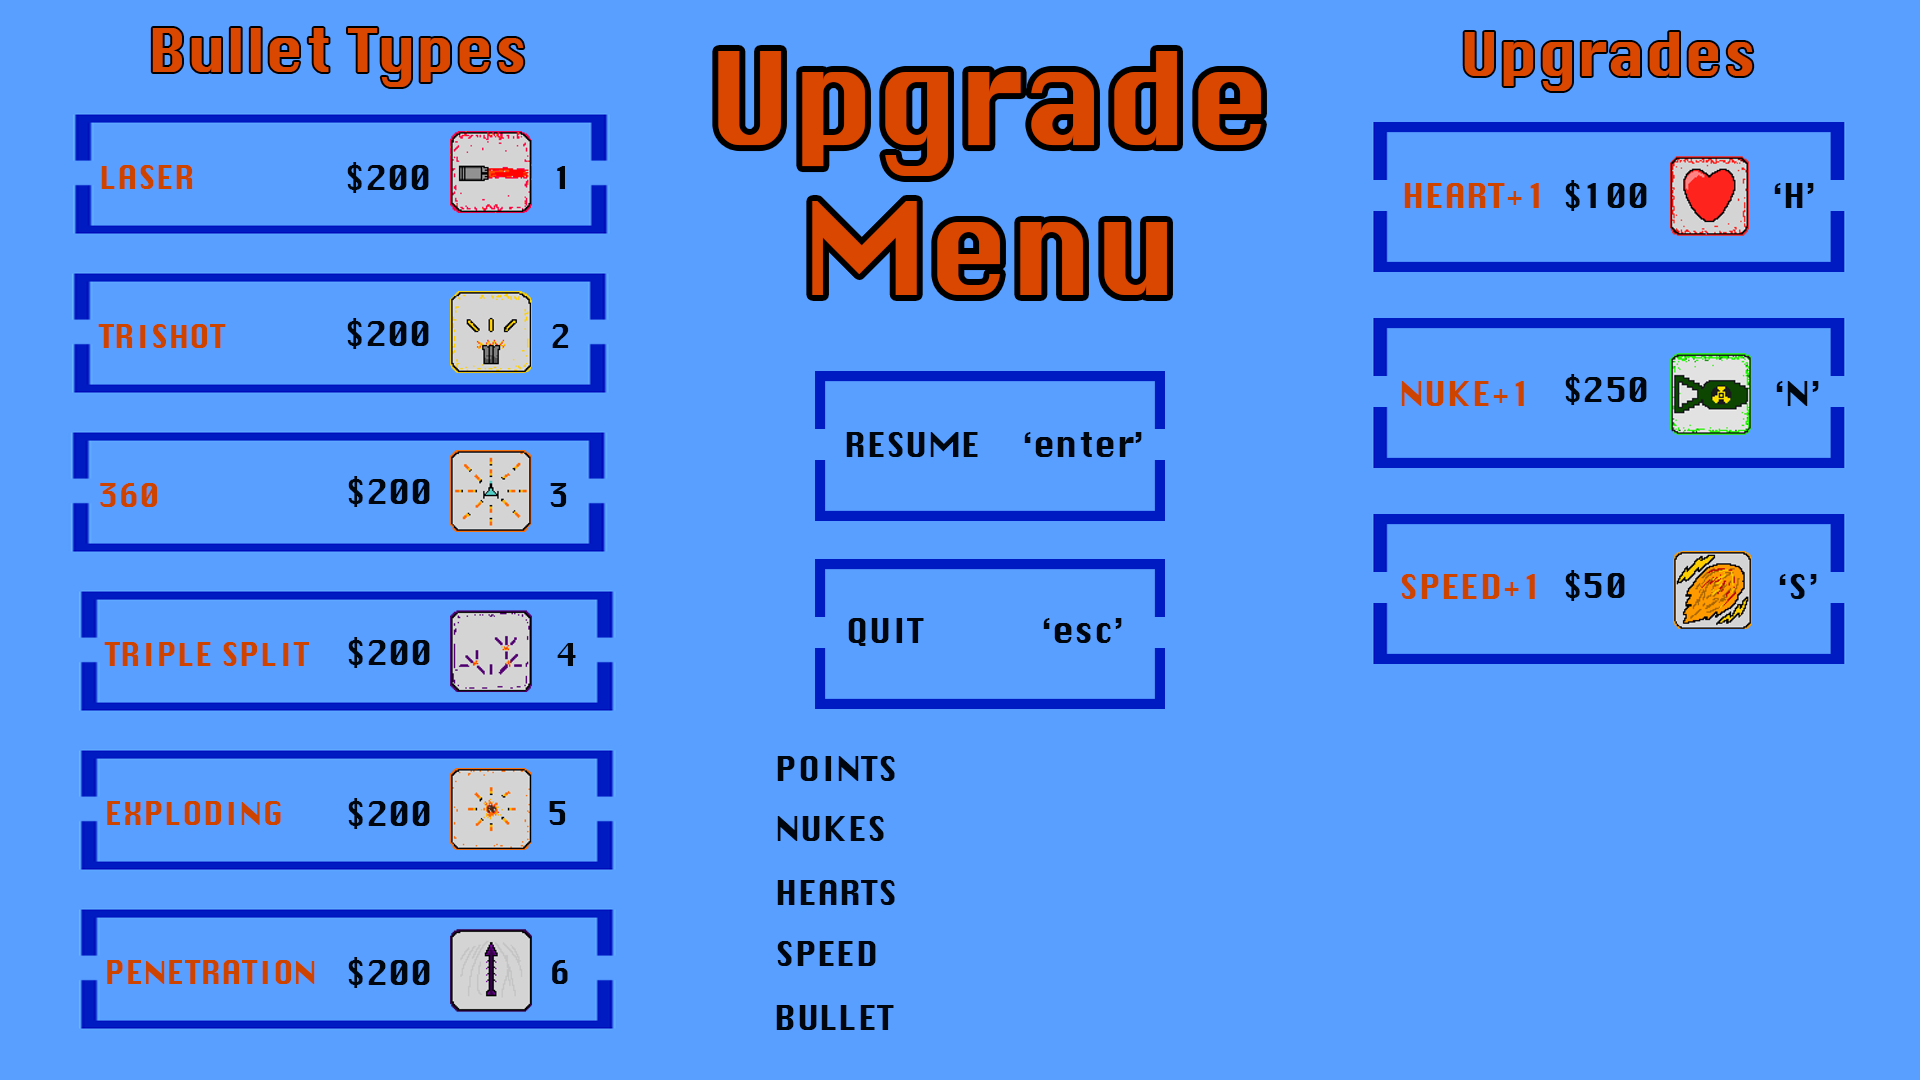 Bullet Types
LASER $200 1
TRISHOT $200 2
360 $200 3
TRIPLE SPLIT $200 4
EXPLODING $200 5
PENETRATION $200 6
Upgrade
Menu
RESUME ‘enter’
QUIT ‘esc’
POINTS
NUKES
HEARTS
SPEED
BULLET
Upgrades
HEART+1 $100 ‘H’
NUKE+1 $250 ‘N’
SPEED+1 $50 ‘S’